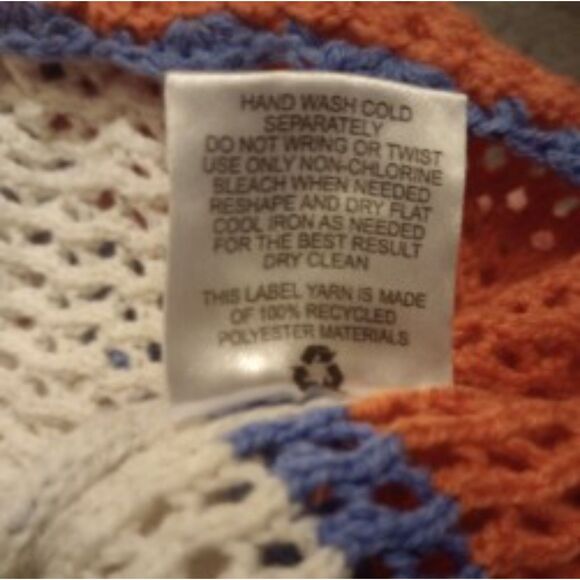 HAND WASH COLD
SEPARATELY
DO NOT WRING OR TWIST
USE ONLY NON-CHLORINE
BLEACH WHEN NEEDED
RESHAPE AND DRY FLAT
COOL IRON AS NEEDED
FOR THE BEST RESULT
DRY CLEAN
THIS LABEL YARN IS MADE
OF 100% RECYCLED
POLYESTER MATERIALS